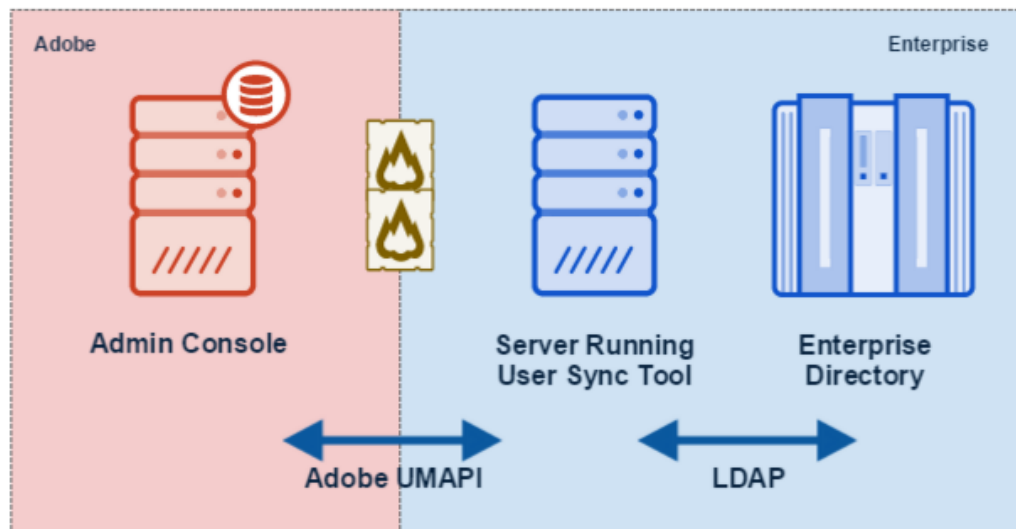 Adobe
Enterprise
Admin Console
Server Running
User Sync Tool
Enterprise
Directory
Adobe UMAPI
LDAP